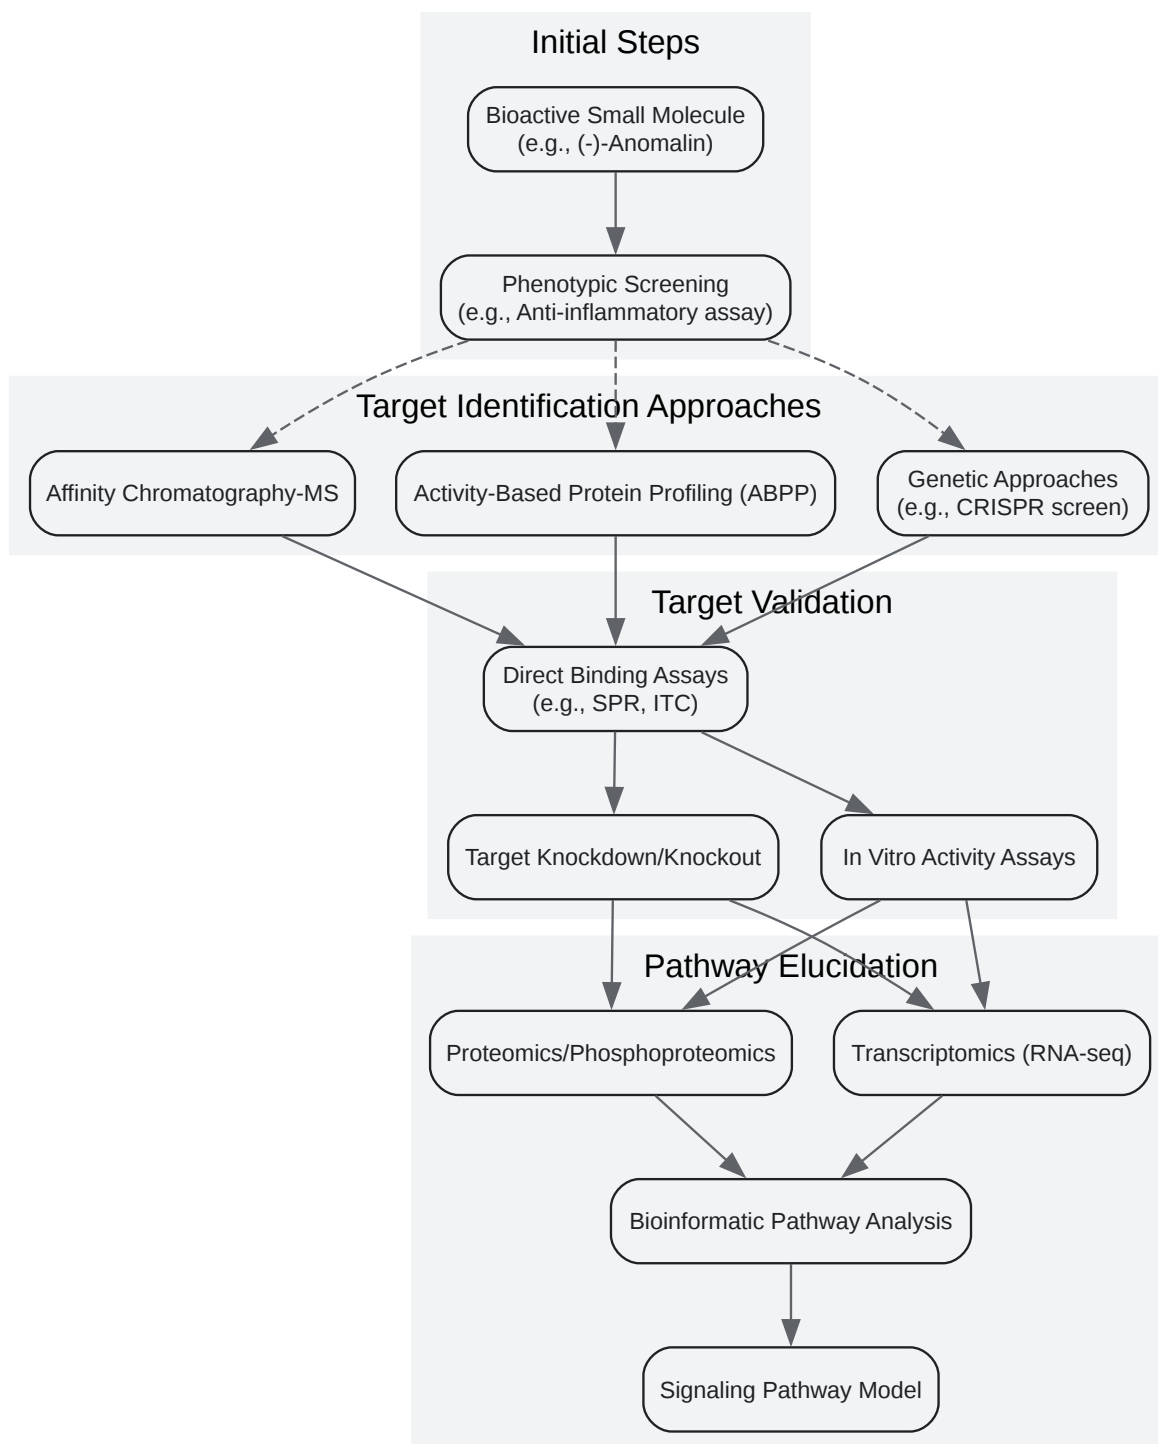 Initial Steps
Bioactive Small Molecule
(e.g., (-)-Anomalin)
Phenotypic Screening
(e.g., Anti-inflammatory assay)
Target Identification Approaches
Affinity Chromatography-MS
Activity-Based Protein Profiling (ABPP)
Genetic Approaches
(e.g., CRISPR screen)
Target Validation
Direct Binding Assays
(e.g., SPR, ITC)
Target Knockdown/Knockout
In Vitro Activity Assays
Pathway Elucidation
Proteomics/Phosphoproteomics
Transcriptomics (RNA-seq)
Bioinformatic Pathway Analysis
Signaling Pathway Model